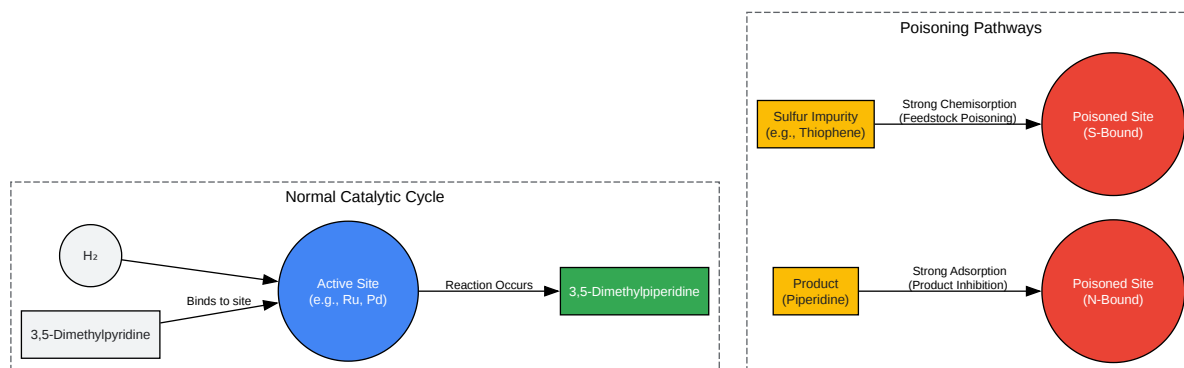 Poisoning Pathways
Sulfur Impurity
(e.g., Thiophene)
Strong Chemisorption
(Feedstock Poisoning)
Poisoned Site
(S-Bound)
Normal Catalytic Cycle
H₂
Binds to site
3,5-Dimethylpyridine
Active Site
(e.g., Ru, Pd)
Reaction Occurs
3,5-Dimethylpiperidine
Product
(Piperidine)
Strong Adsorption
(Product Inhibition)
Poisoned Site
(N-Bound)